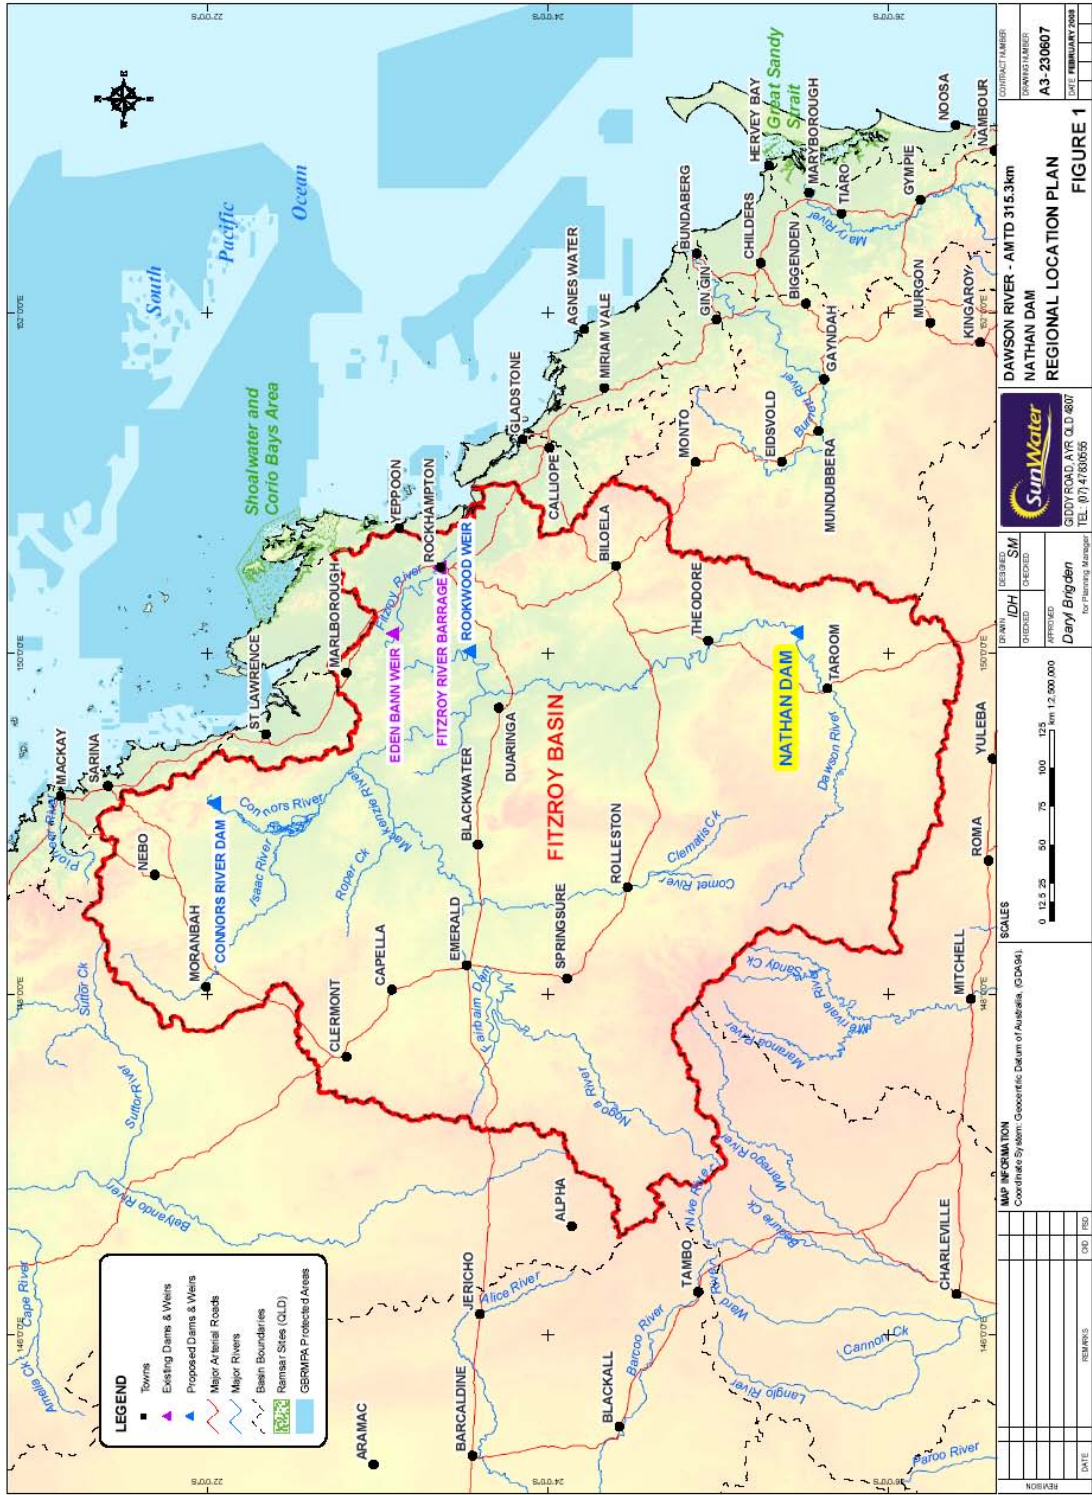 LEGEND
Towns
Existing Dams & Weirs
Proposed Dams & Weirs
Major Arterial Roads
Major Rivers
Basin Boundaries
Ramsar Sites (QLD)
GBRMPA Protected Areas
146°0'0"E
148°0'0"E
150°0'0"E
152°0'0"E
22°0'0"S
24°0'0"S
26°0'0"S
N
E
S
W
South
Pacific
Ocean
Shoalwater and
Corio Bays Area
Great Sandy
Strait
Amelia Ck
Cape River
Belyando River
Suttor River
Suttor Ck
Pioneer River
MACKAY
SARINA
NEBO
MORANBAH
CONNORS RIVER DAM
Connors River
Isaac River
Roper Ck
Mackenzie River
ST LAWRENCE
MARLBOROUGH
CLERMONT
CAPELLA
EMERALD
BLACKWATER
DUARINGA
EDEN BANN WEIR
FITZROY RIVER BARRAGE
ROOKWOOD WEIR
Fitzroy River
YEPPOON
ROCKHAMPTON
GLADSTONE
CALLIOPE
AGNES WATER
MIRIAM VALE
ARAMAC
BARCALDINE
JERICHO
Alice River
ALPHA
Fairbairn Dam
Nogoa River
SPRINGSURE
ROLLESTON
Comet River
Clematis Ck
FITZROY BASIN
BILOELA
THEODORE
NATHAN DAM
TAROOM
Dawson River
MONTO
EIDSVOLD
MUNDUBBERA
GAYNDAH
Burnett River
GIN GIN
BUNDABERG
CHILDERS
BIGGENDEN
HERVEY BAY
MARYBOROUGH
TIARO
Mary River
GYMPIE
MURGON
KINGAROY
NOOSA
NAMBOUR
BLACKALL
Barcoo River
TAMBO
Nive River
Ward River
Beaune Ck
Warrego River
Maranoa River
Merivale River
Sandy Ck
Langlo River
Cannon Ck
Paroo River
CHARLEVILLE
MITCHELL
ROMA
YULEBA
REVISION
DATE
REMARKS
MAP INFORMATION
Coordinate System: Geocentric Datum of Australia, (GDA94).
SCALES
0 12.5 25 50 75 100 125
km 1:2,500,000
DRAWN
IDH
DESIGNED
SM
CHECKED
CHECKED
APPROVED
Daryl Brigden
for Planning Manager
SunWater
GIDDY ROAD, AYR QLD 4807
TEL: (07) 4783 0555
DAWSON RIVER - AMTD 315.3km
NATHAN DAM
REGIONAL LOCATION PLAN
FIGURE 1
CONTRACT NUMBER
DRAWING NUMBER
A3-230607
DATE FEBRUARY 2008